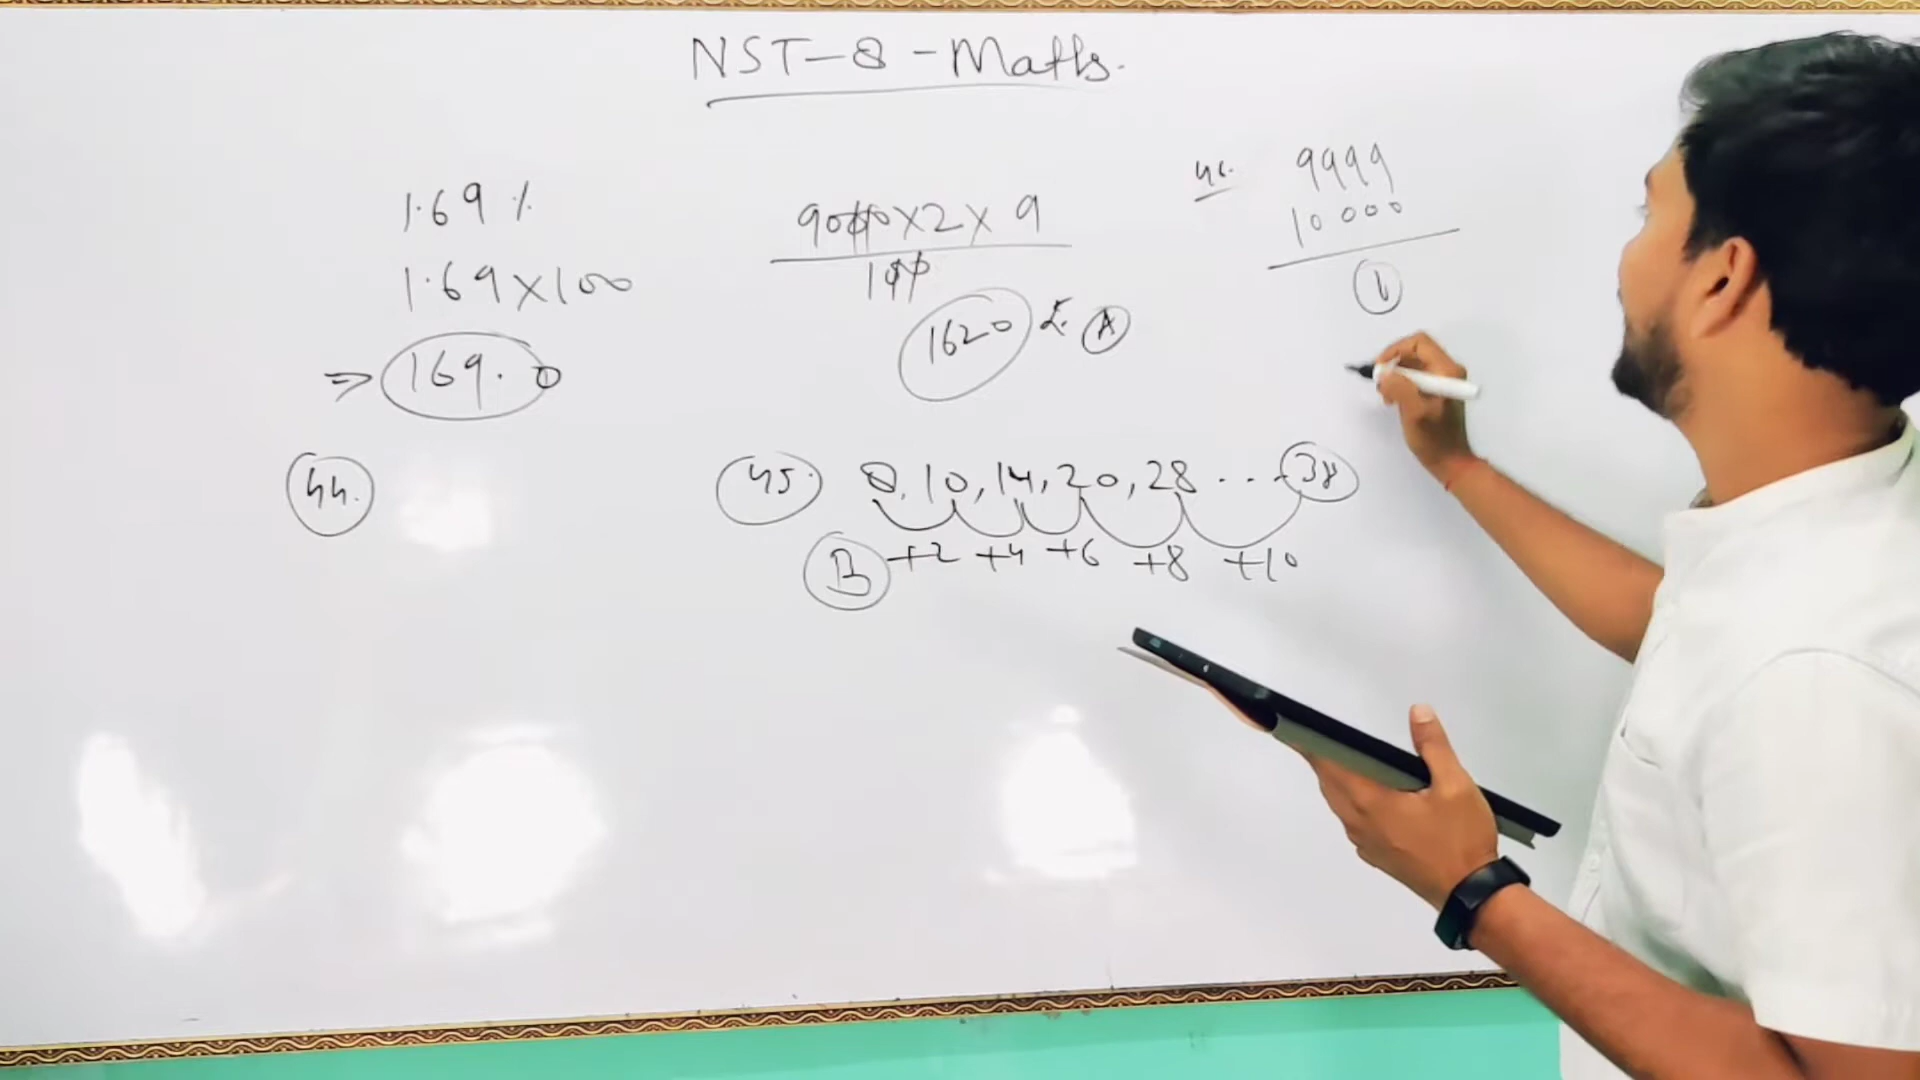 NST-8-Maths.
1.69 %
1.69 x 100
⇒ 169.0
9000 x 2 x 9
100
1620 £. A
46.
9999
10000
1
44.
45. 8, 10, 14, 20, 28 ... 38
B +2 +4 +6 +8 +10